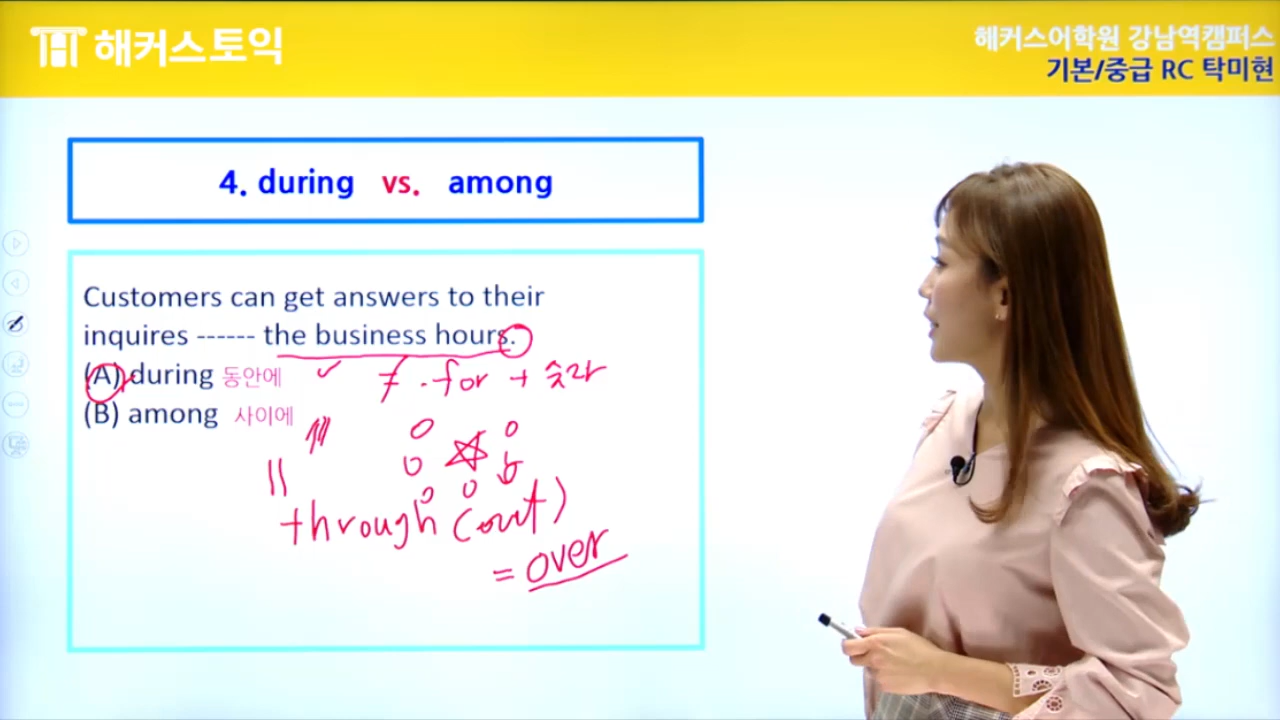 해커스토익
해커스어학원 강남역캠퍼스
기본/중급 RC 탁미현
4. during vs. among
Customers can get answers to their
inquires ------ the business hours.
(A) during 동안에
≠ . for + 숫자
(B) among 사이에
through (out)
= over